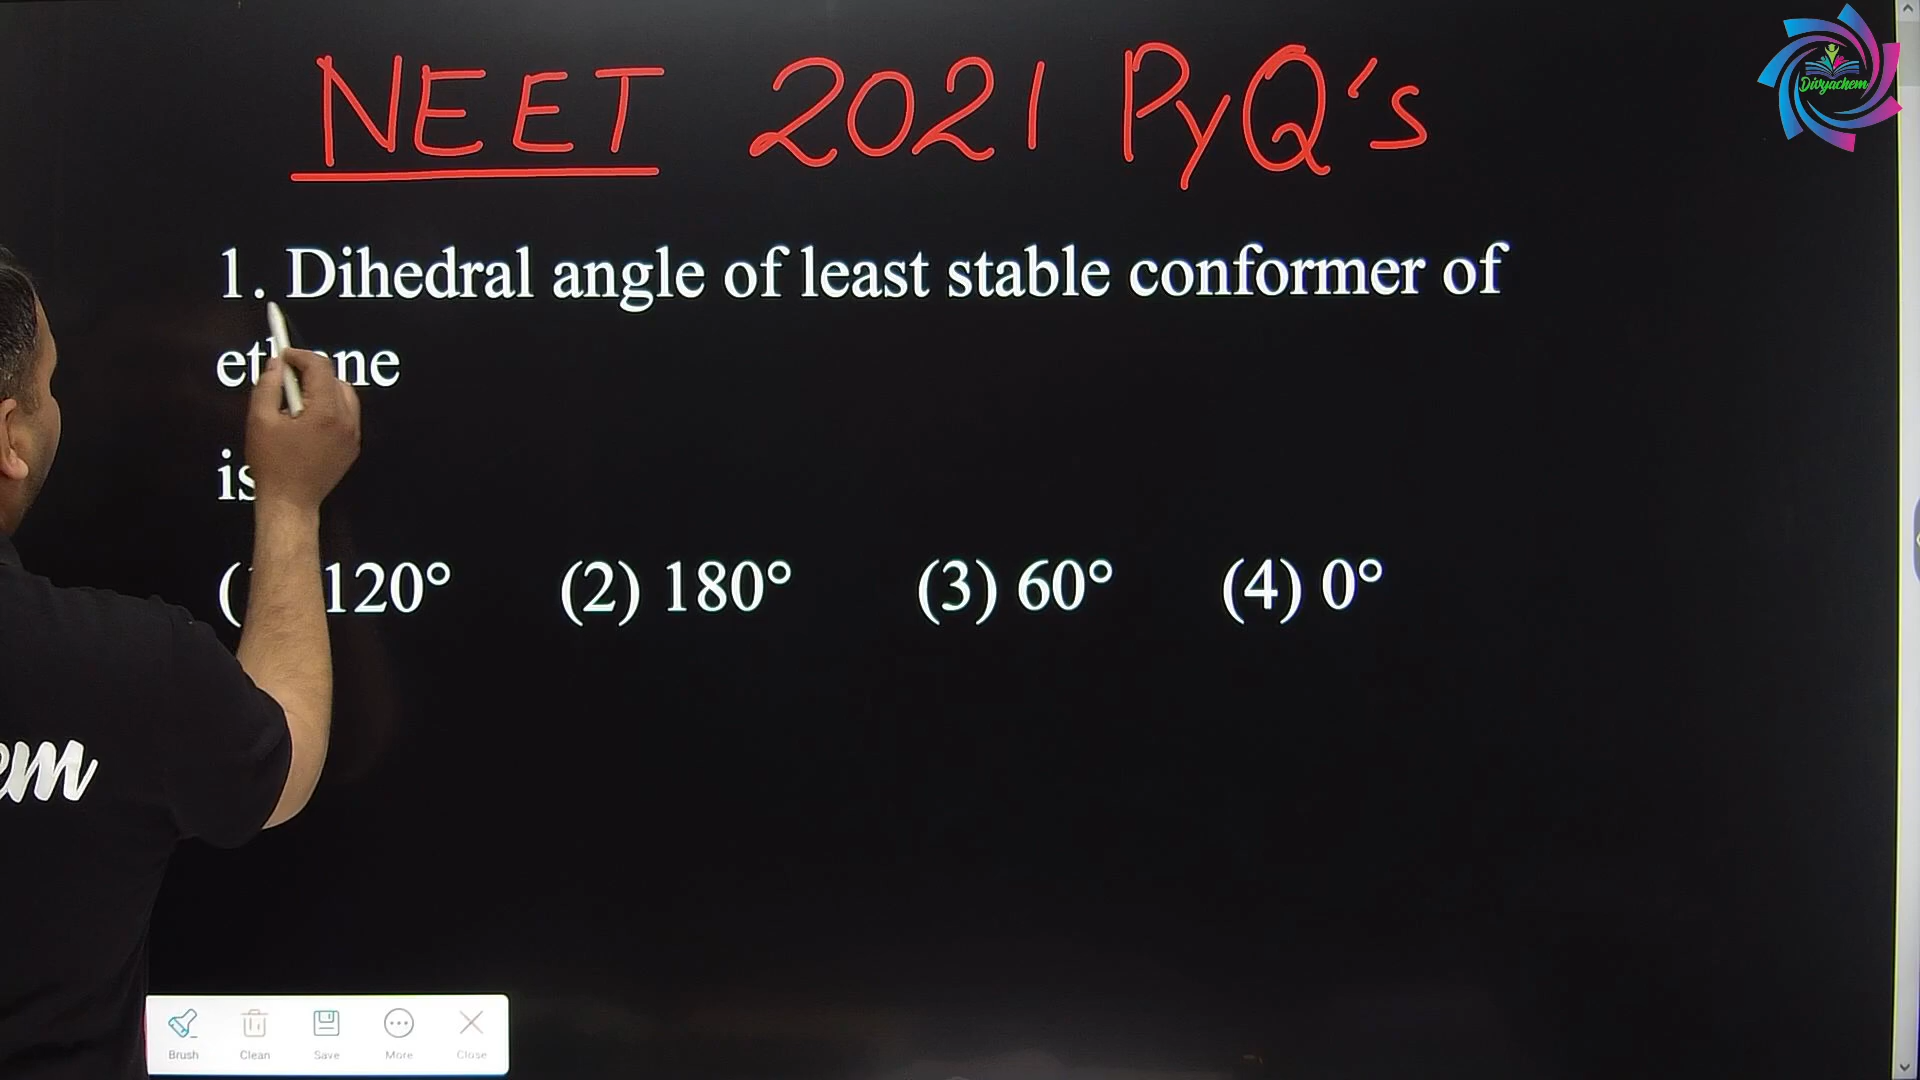 NEET 2021 PyQ's
Divyachem
1. Dihedral angle of least stable conformer of
is
120° (2) 180° (3) 60° (4) 0°
em
Brush Clean Save More Close